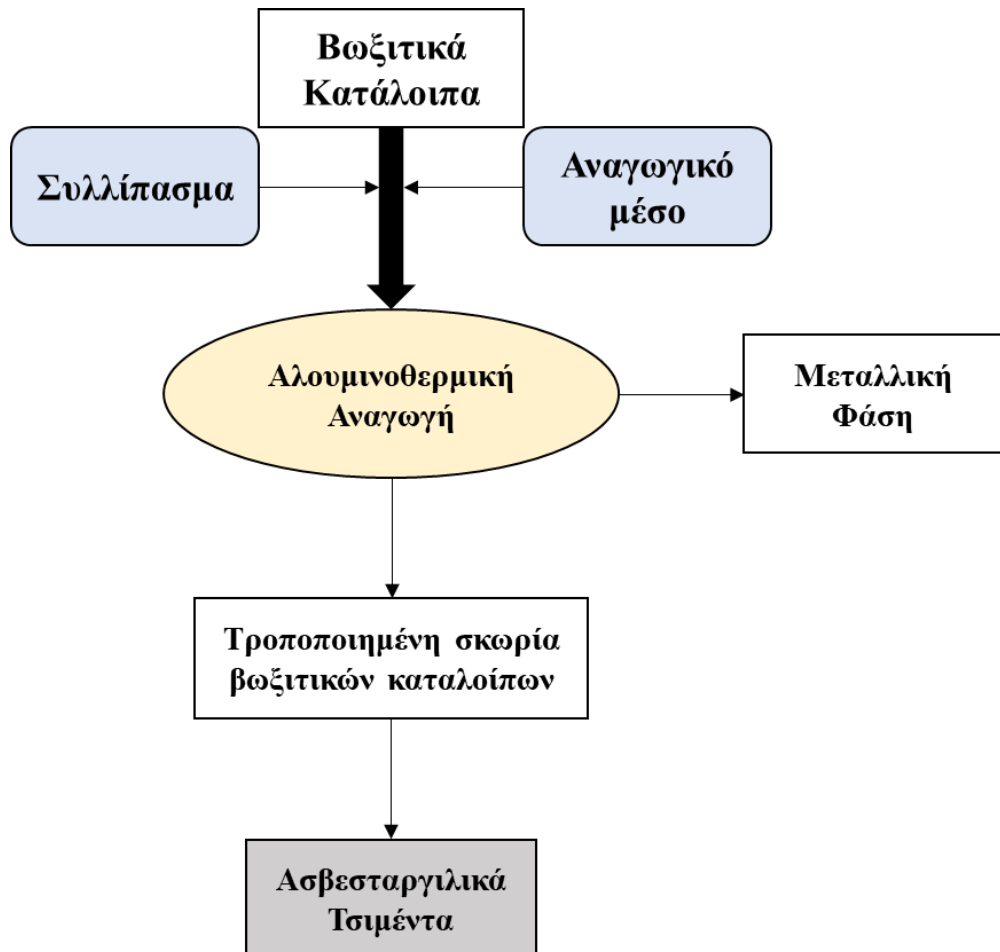 Βωξιτικά
Κατάλοιπα
Συλλίπασμα
Αναγωγικό
μέσο
Αλουμινοθερμική
Αναγωγή
Μεταλλική
Φάση
Τροποποιημένη σκωρία
βωξιτικών καταλοίπων
Ασβεσταργιλικά
Τσιμέντα